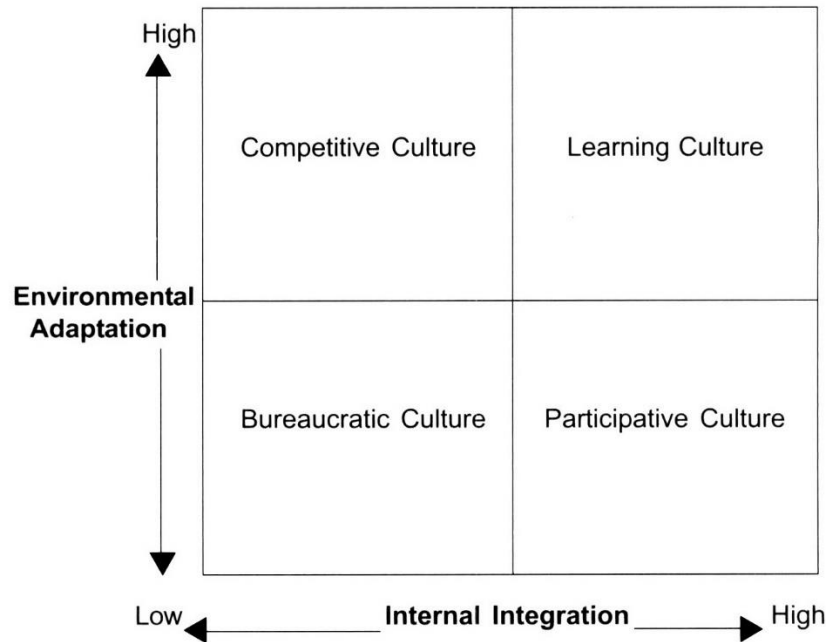 High
Competitive Culture
Learning Culture
Environmental
Adaptation
Bureaucratic Culture
Participative Culture
Low
Internal Integration
High